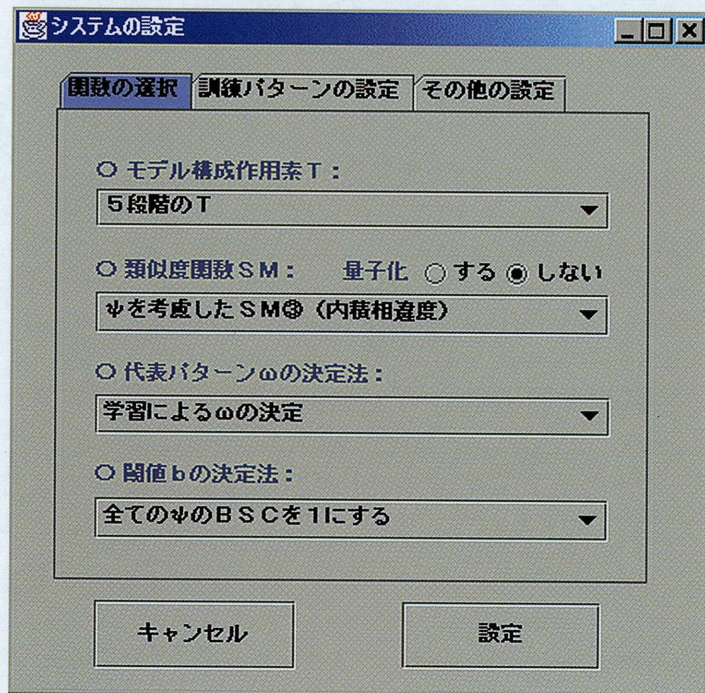 システムの設定
関数の選択 訓練パターンの設定 その他の設定
○ モデル構成作用素T：
5段階のT
○ 類似度関数SM： 量子化 する しない
ψを考慮したSM③（内積相違度）
○ 代表パターンωの決定法：
学習によるωの決定
○ 閾値bの決定法：
全てのψのBSCを1にする
キャンセル 設定